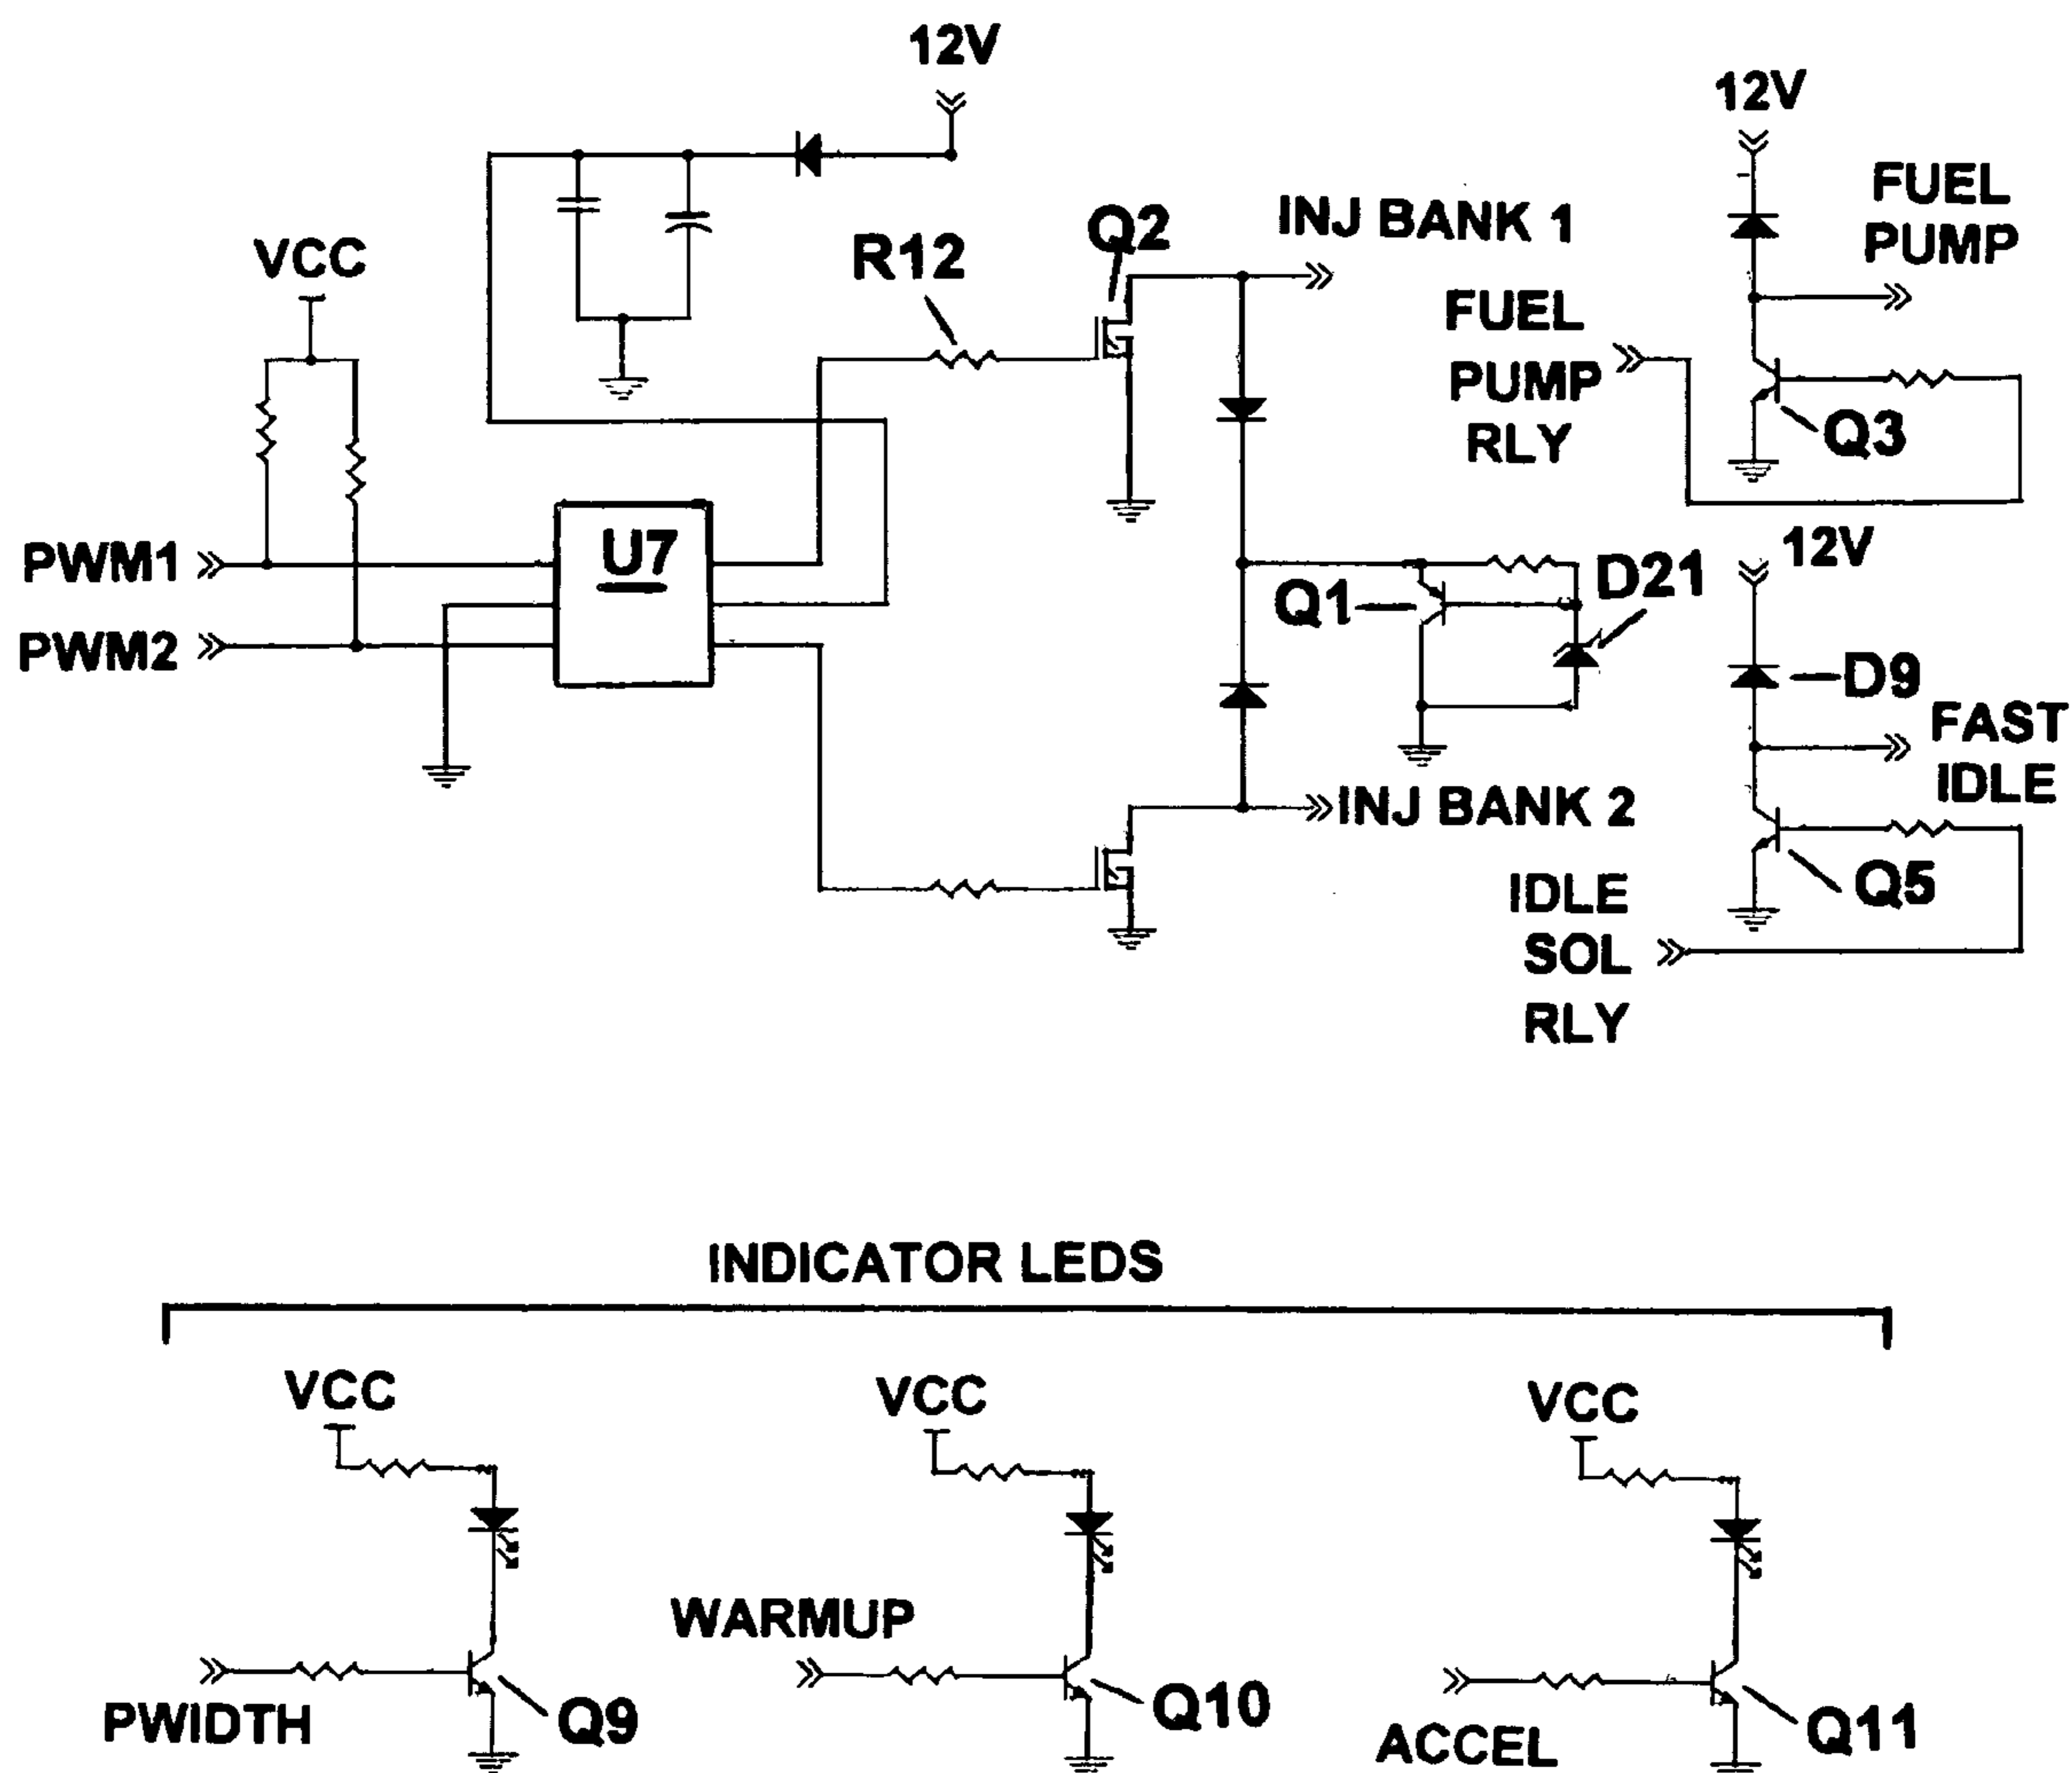 12V
12V
FUEL
PUMP
INJ BANK 1
Q2
R12
VCC
FUEL
PUMP
RLY
Q3
12V
PWM1
U7
Q1
D21
PWM2
D9
FAST
IDLE
INJ BANK 2
Q5
IDLE
SOL
RLY
INDICATOR LEDS
VCC
VCC
VCC
WARMUP
PWIDTH
Q9
Q10
ACCEL
Q11